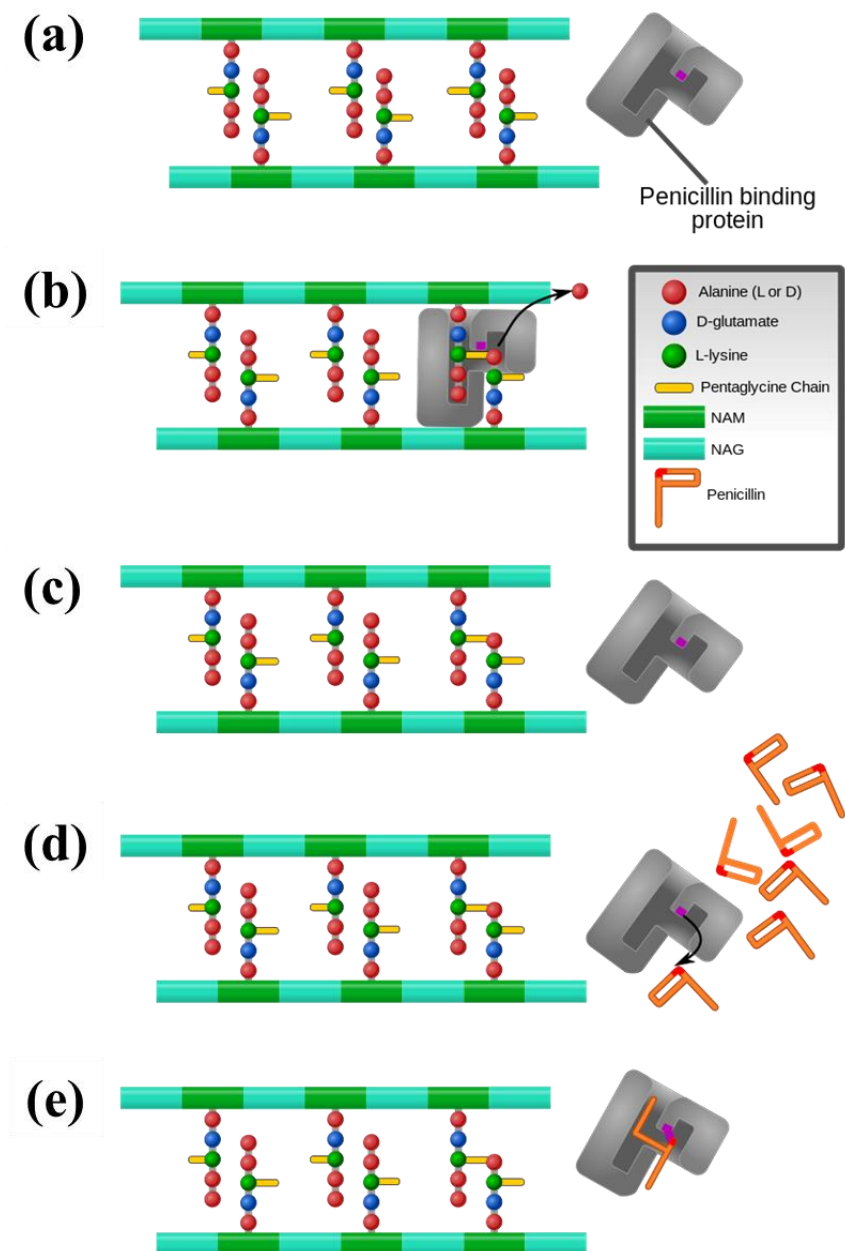 (a)
Penicillin binding
protein
(b)
Alanine (L or D)
D-glutamate
L-lysine
Pentaglycine Chain
NAM
NAG
Penicillin
(c)
(d)
(e)